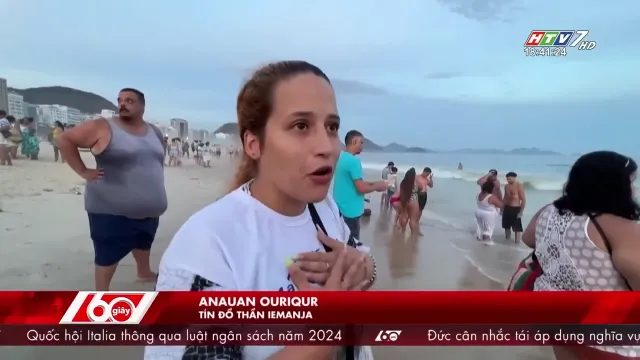 HTV7 HD
18:41:24
60 giây
ANAUAN OURIQUR
TÍN ĐỒ THẦN IEMANJA
Quốc hội Italia thông qua luật ngân sách năm 2024 60 Đức cân nhắc tái áp dụng nghĩa vụ